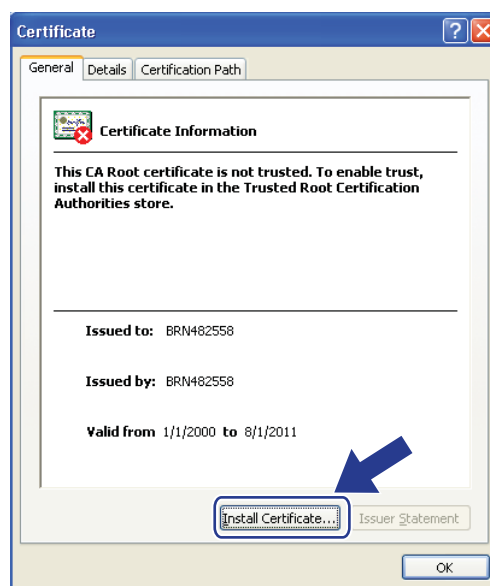 Certificate
General Details Certification Path
Certificate Information
This CA Root certificate is not trusted. To enable trust,
install this certificate in the Trusted Root Certification
Authorities store.
Issued to: BRN482558
Issued by: BRN482558
Valid from 1/1/2000 to 8/1/2011
Install Certificate... Issuer Statement
OK